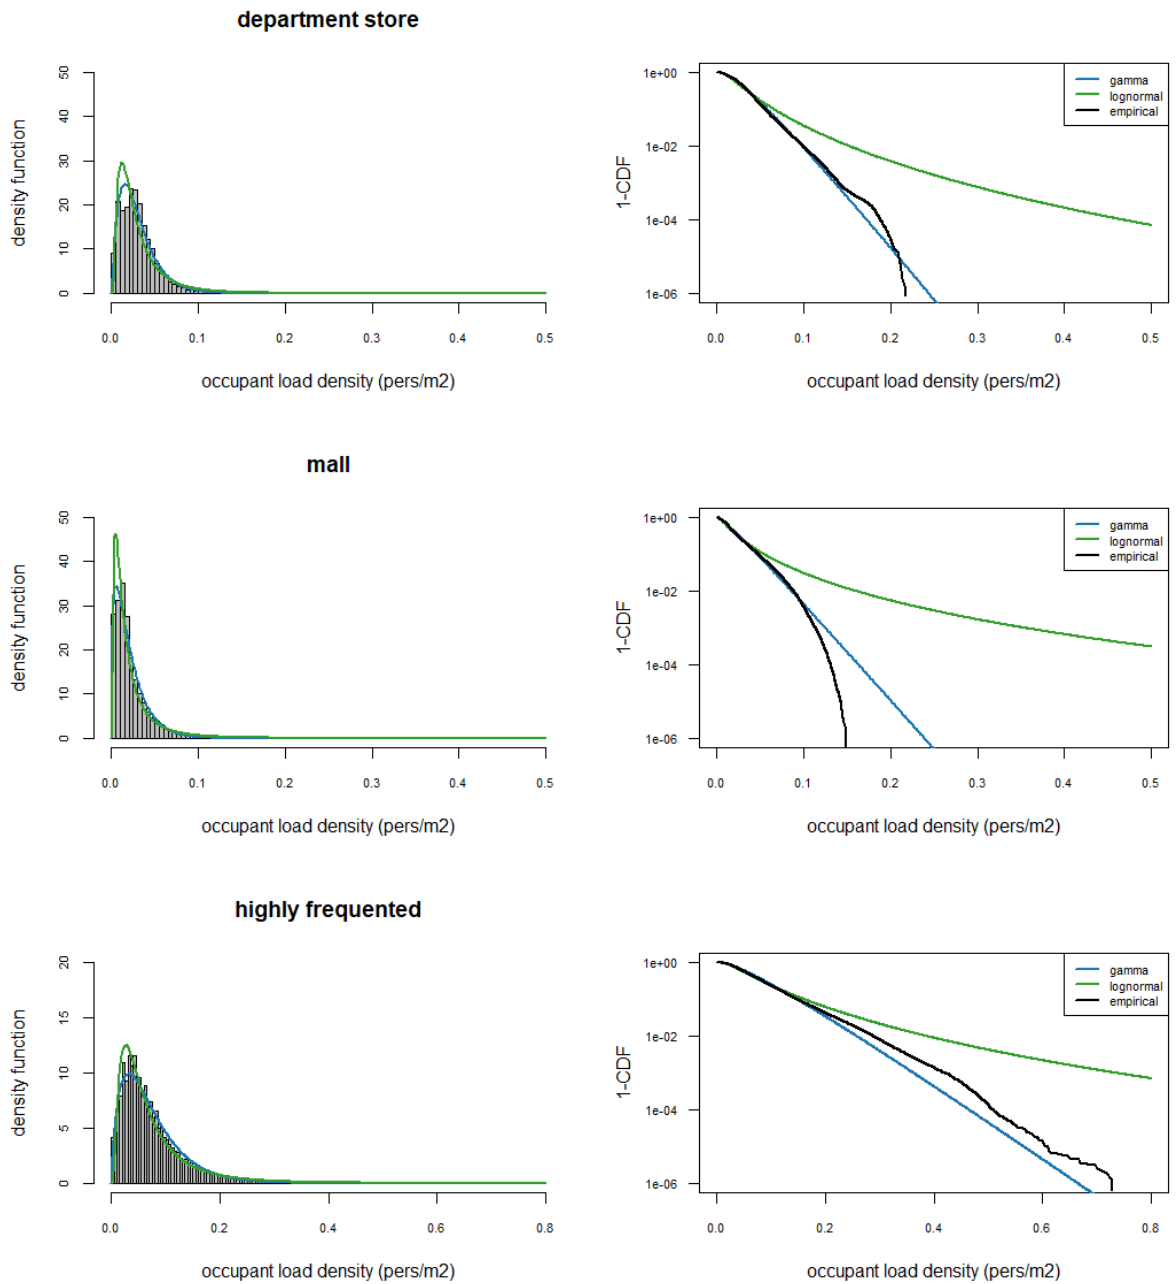 department store
density function
50
40
30
20
10
0
0.0 0.1 0.2 0.3 0.4 0.5
occupant load density (pers/m2)
1-CDF
1e+00
1e-02
1e-04
1e-06
gamma
lognormal
empirical
0.0 0.1 0.2 0.3 0.4 0.5
occupant load density (pers/m2)
mall
density function
50
40
30
20
10
0
0.0 0.1 0.2 0.3 0.4 0.5
occupant load density (pers/m2)
1-CDF
1e+00
1e-02
1e-04
1e-06
gamma
lognormal
empirical
0.0 0.1 0.2 0.3 0.4 0.5
occupant load density (pers/m2)
highly frequented
density function
20
15
10
5
0
0.0 0.2 0.4 0.6 0.8
occupant load density (pers/m2)
1-CDF
1e+00
1e-02
1e-04
1e-06
gamma
lognormal
empirical
0.0 0.2 0.4 0.6 0.8
occupant load density (pers/m2)